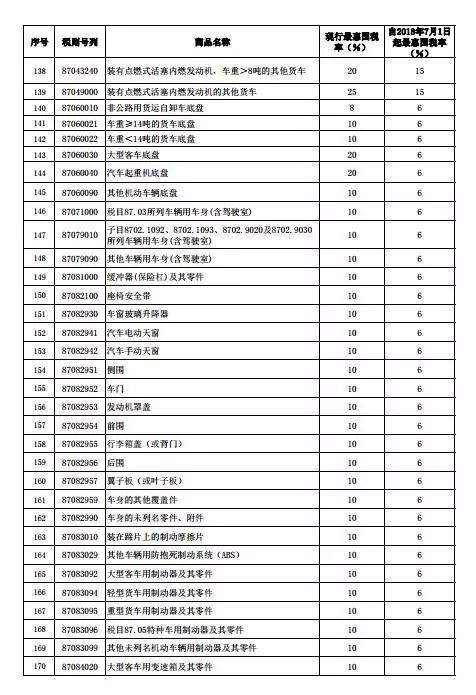 序号 税则号列 商品名称 现行最惠国税率（%） 自2018年7月1日起最惠国税率（%）
138 87043240 装有点燃式活塞内燃发动机，车重＞8吨的其他货车 20 15
139 87049000 装有点燃式活塞内燃发动机的其他货车 25 15
140 87060010 非公路用货运自卸车底盘 8 6
141 87060021 车重≥14吨的货车底盘 10 6
142 87060022 车重＜14吨的货车底盘 10 6
143 87060030 大型客车底盘 20 6
144 87060040 汽车起重机底盘 20 6
145 87060090 其他机动车辆底盘 10 6
146 87071000 税目87.03所列车辆用车身(含驾驶室) 10 6
147 87079010 子目8702.1092、8702.1093、8702.9020及8702.9030所列车辆用车身(含驾驶室) 10 6
148 87079090 其他车辆用车身(含驾驶室) 10 6
149 87081000 缓冲器(保险杠)及其零件 10 6
150 87082100 座椅安全带 10 6
151 87082930 车窗玻璃升降器 10 6
152 87082941 汽车电动天窗 10 6
153 87082942 汽车手动天窗 10 6
154 87082951 侧围 10 6
155 87082952 车门 10 6
156 87082953 发动机罩盖 10 6
157 87082954 前围 10 6
158 87082955 行李箱盖（或背门） 10 6
159 87082956 后围 10 6
160 87082957 翼子板（或叶子板） 10 6
161 87082959 车身的其他覆盖件 10 6
162 87082990 车身的未列名零件、附件 10 6
163 87083010 装在蹄片上的制动摩擦片 10 6
164 87083029 其他车辆用防抱死制动系统(ABS) 10 6
165 87083092 大型客车用制动器及其零件 10 6
166 87083094 轻型货车用制动器及其零件 10 6
167 87083095 重型货车用制动器及其零件 10 6
168 87083096 税目87.05特种车用制动器及其零件 10 6
169 87083099 其他未列名机动车辆用制动器及其零件 10 6
170 87084020 大型客车用变速箱及其零件 10 6